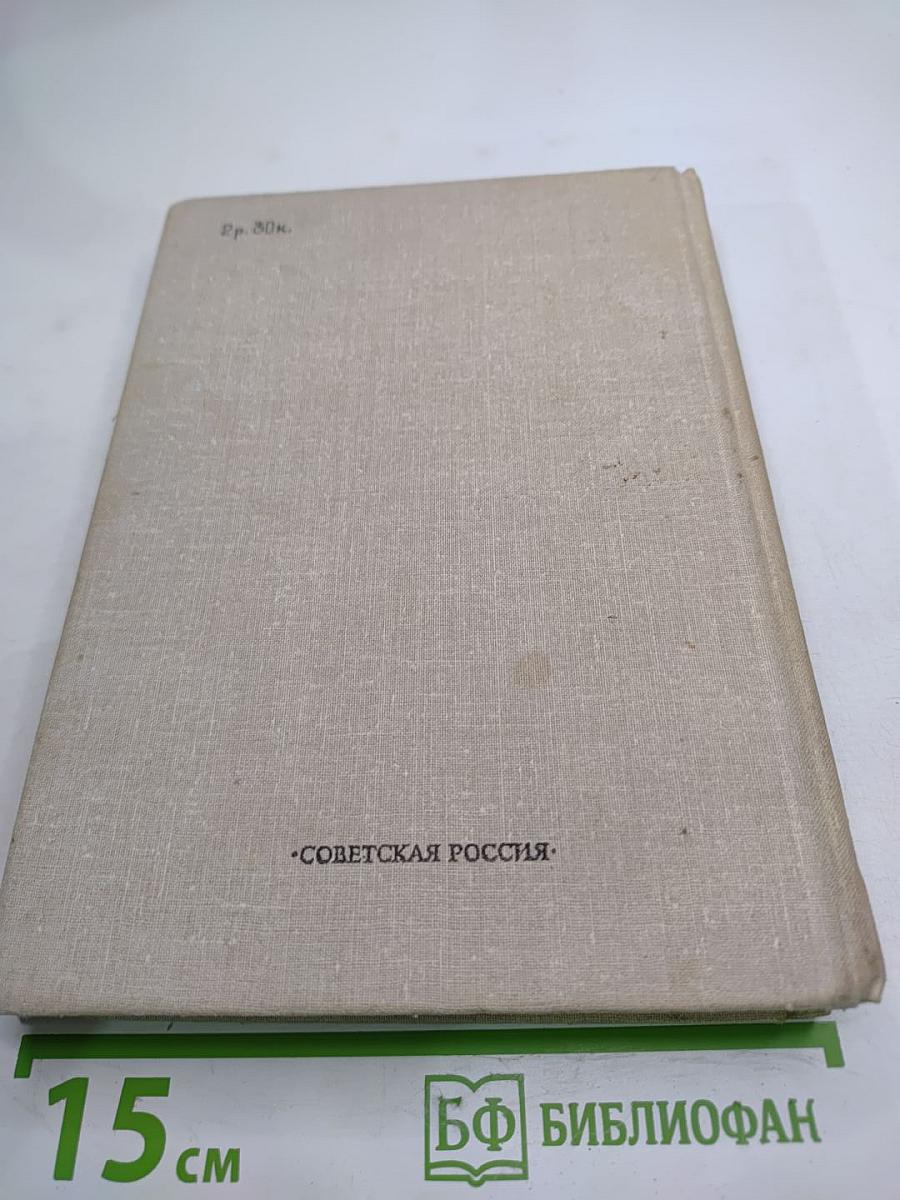 2р. 30к.
·СОВЕТСКАЯ РОССИЯ·
15 см
БФ БИБЛИОФАН